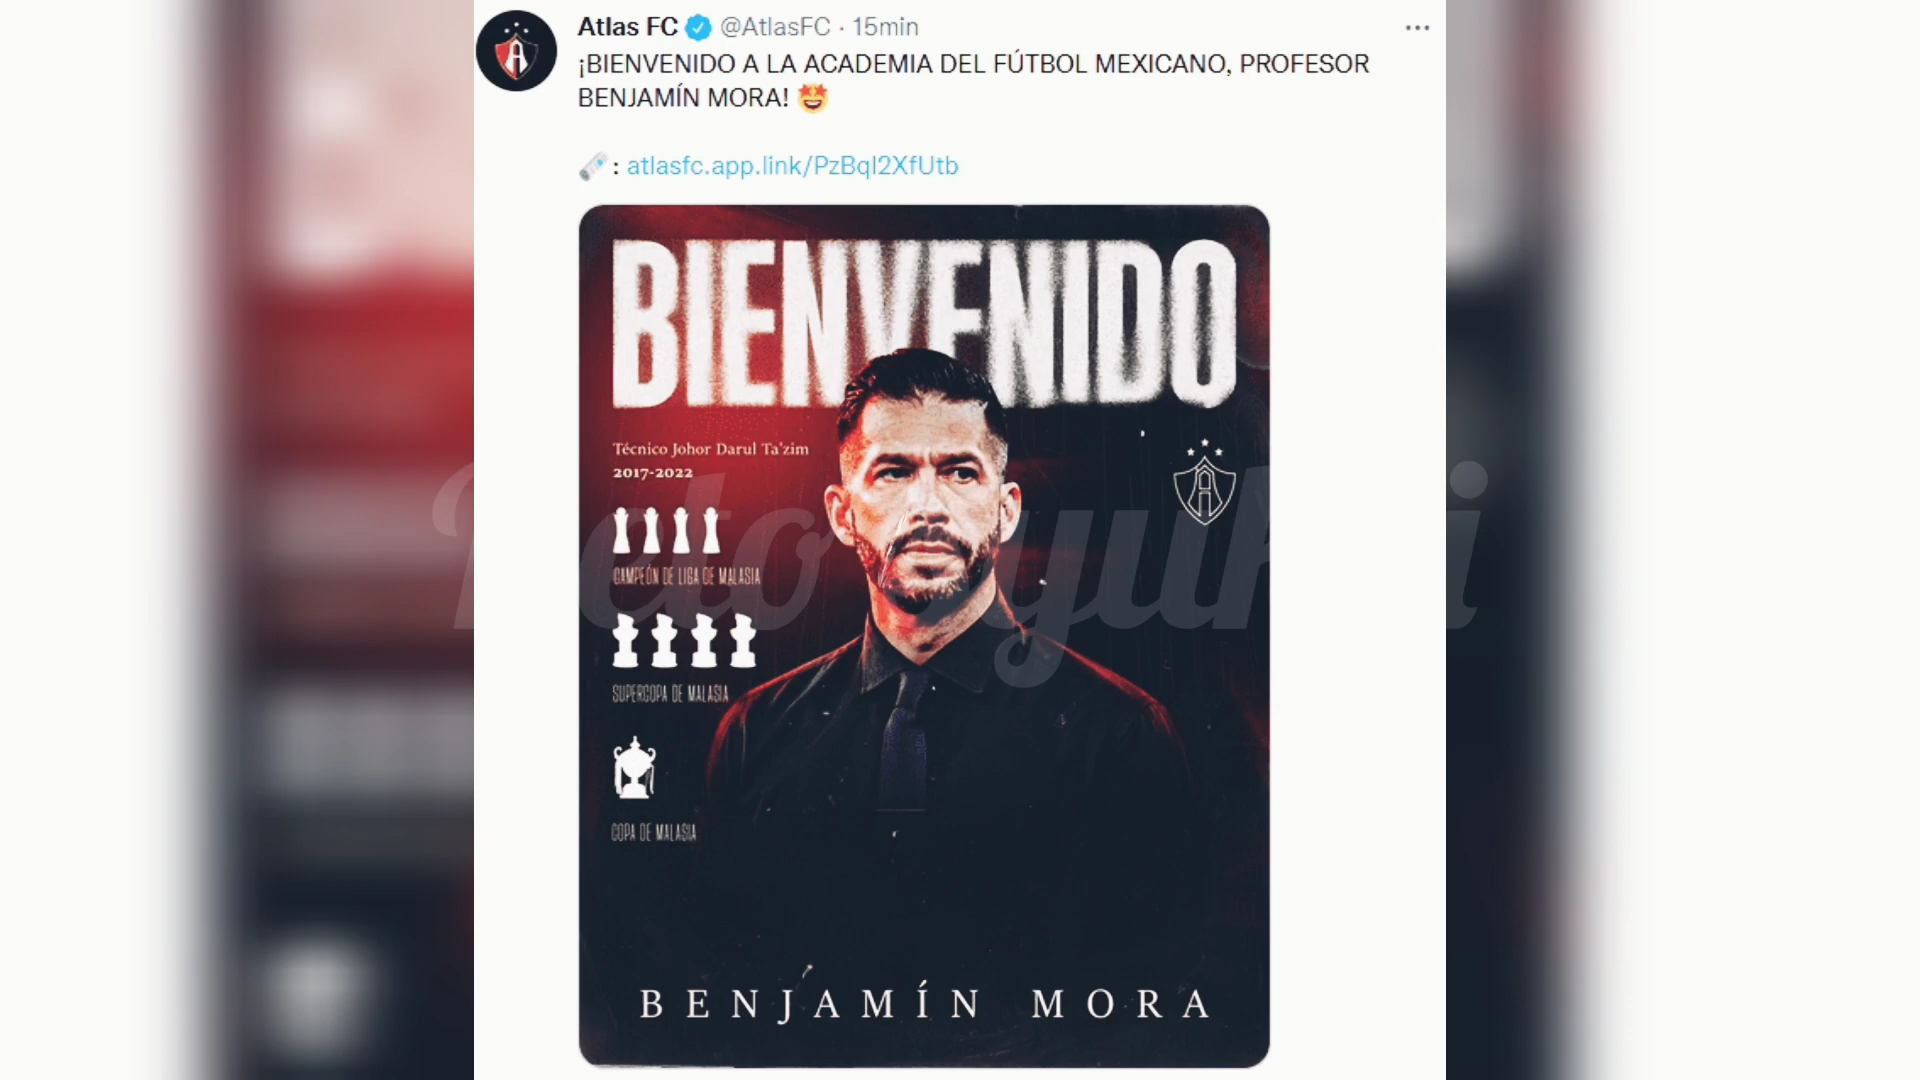 Atlas FC @AtlasFC · 15min
¡BIENVENIDO A LA ACADEMIA DEL FÚTBOL MEXICANO, PROFESOR
BENJAMÍN MORA!
: atlasfc.app.link/PzBql2XfUtb
BIENVENIDO
Técnico Johor Darul Ta'zim
2017-2022
CAMPEÓN DE LIGA DE MALASIA
SUPERCOPA DE MALASIA
COPA DE MALASIA
BENJAMÍN MORA